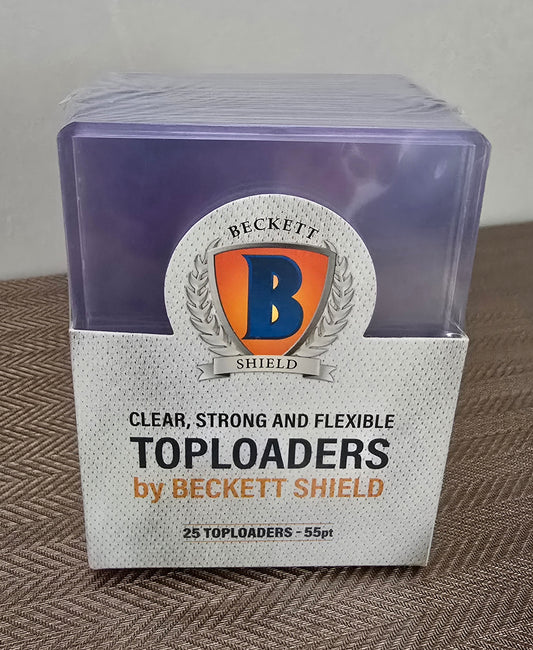 BECKETT
B
SHIELD
CLEAR, STRONG AND FLEXIBLE
TOPLOADERS
by BECKETT SHIELD
25 TOPLOADERS - 55pt